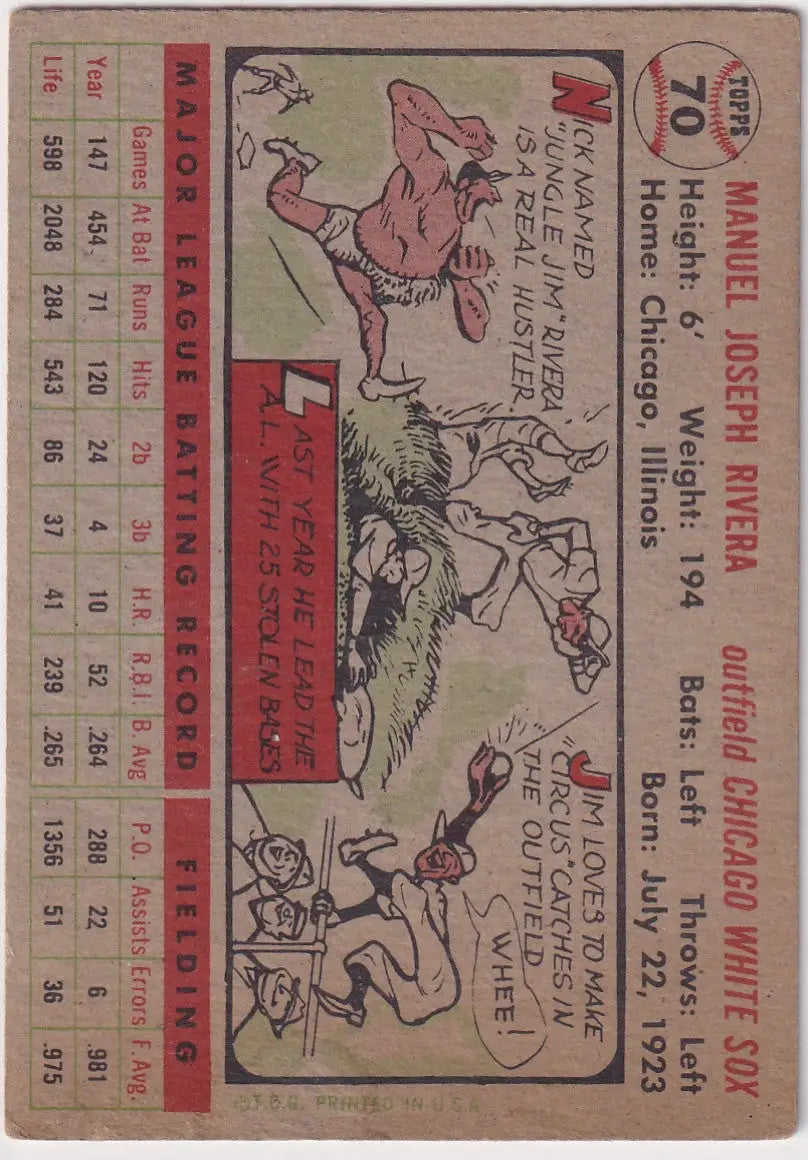 TOPPS
70
MANUEL JOSEPH RIVERA outfield CHICAGO WHITE SOX
Height: 6' Weight: 194 Bats: Left Throws: Left
Home: Chicago, Illinois Born: July 22, 1923
NICK NAMED
"JUNGLE JIM" RIVERA
IS A REAL HUSTLER.
LAST YEAR HE LEAD THE
A.L. WITH 25 STOLEN BASES
JIM LOVES TO MAKE
"CIRCUS" CATCHES IN
THE OUTFIELD
WHEE!
MAJOR LEAGUE BATTING RECORD FIELDING
Games At Bat Runs Hits 2b 3b H.R. R.B.I. B. Avg P.O. Assists Errors F. Avg.
Year 147 454 71 120 24 4 10 52 .264 288 22 6 .981
Life 598 2048 284 543 86 37 41 239 .265 1356 51 36 .975
©T.C.G. PRINTED IN U.S.A